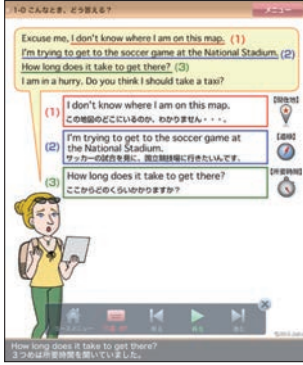 1-0 こんなとき、どう答える?
メニュー
Excuse me, I don't know where I am on this map. (1)
I'm trying to get to the soccer game at the National Stadium. (2)
How long does it take to get there? (3)
I am in a hurry. Do you think I should take a taxi?
(1) I don't know where I am on this map.
この地図のどこにいるのか、わかりません・・・。
【現在地】
(2) I'm trying to get to the soccer game at
the National Stadium.
サッカーの試合を見に、国立競技場に行きたいんです。
(3) How long does it take to get there?
ここからどのくらいかかりますか?
【所要時間】
How long does it take to get there?
3つめは所要時間を聞いていました。